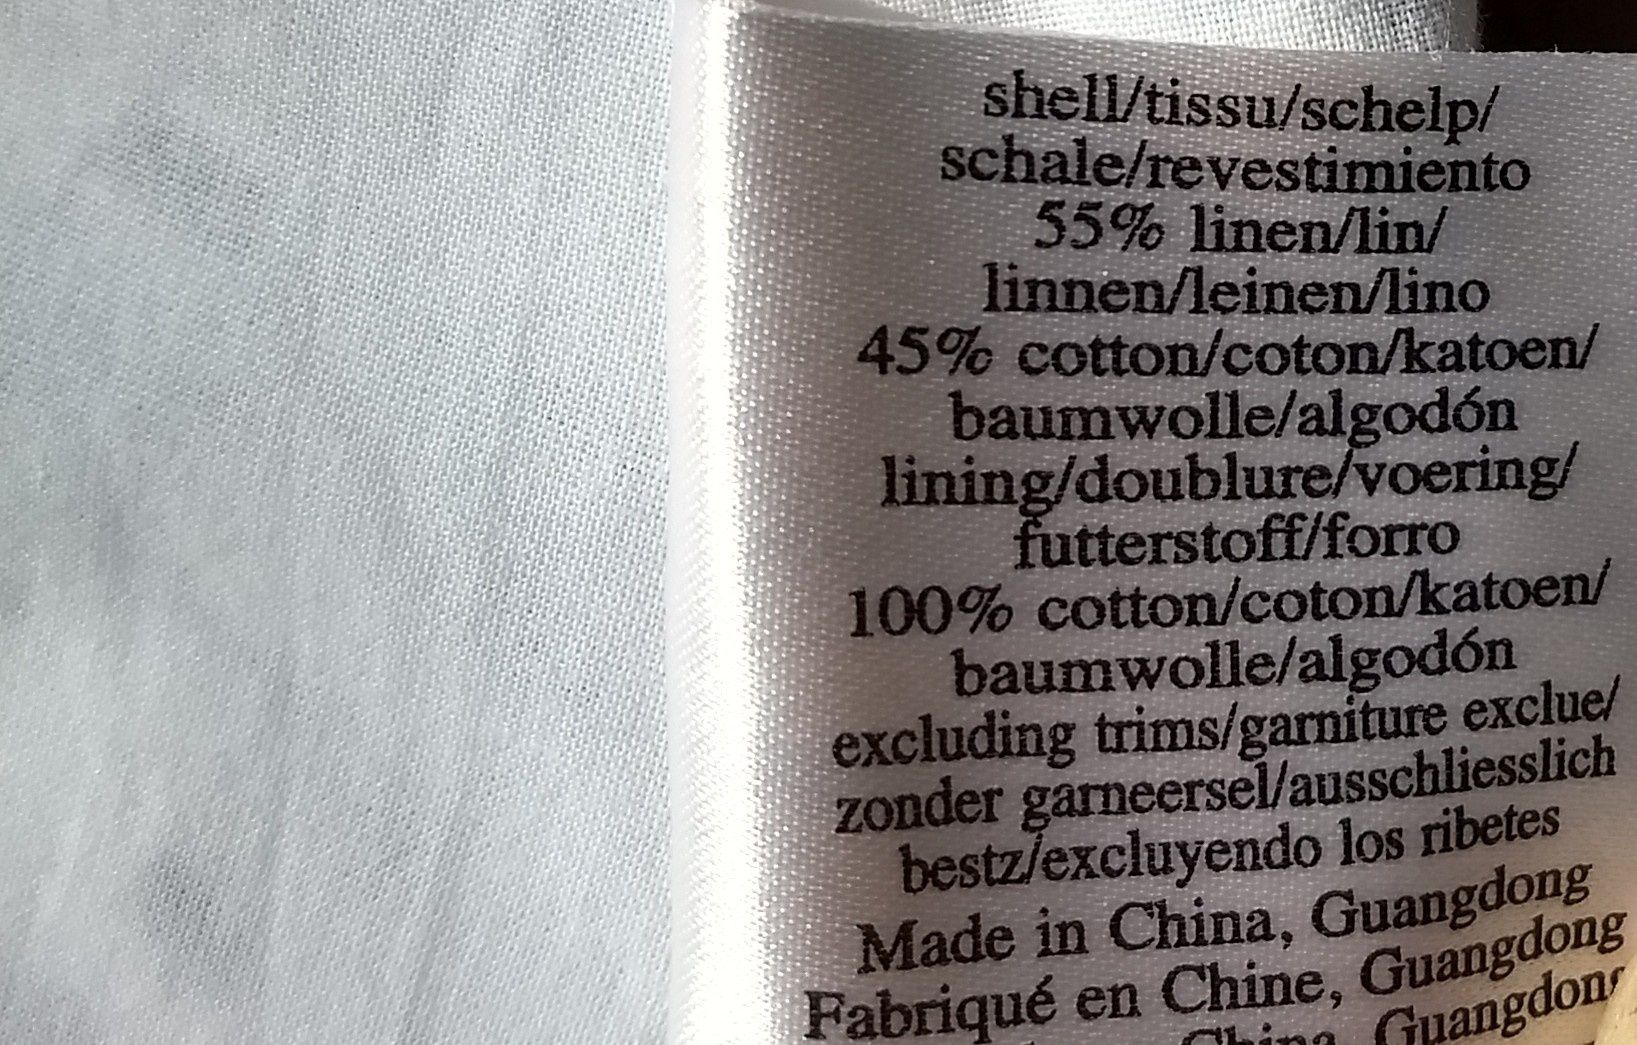 shell/tissu/schelp/
schale/revestimiento
55% linen/lin/
linnen/leinen/lino
45% cotton/coton/katoen/
baumwolle/algodón
lining/doublure/voering/
futterstoff/forro
100% cotton/coton/katoen/
baumwolle/algodón
excluding trims/garniture exclue/
zonder garneersel/ausschliesslich
bestz/excluyendo los ribetes
Made in China, Guangdong
Fabriqué en Chine, Guangdong
China, Guangdong